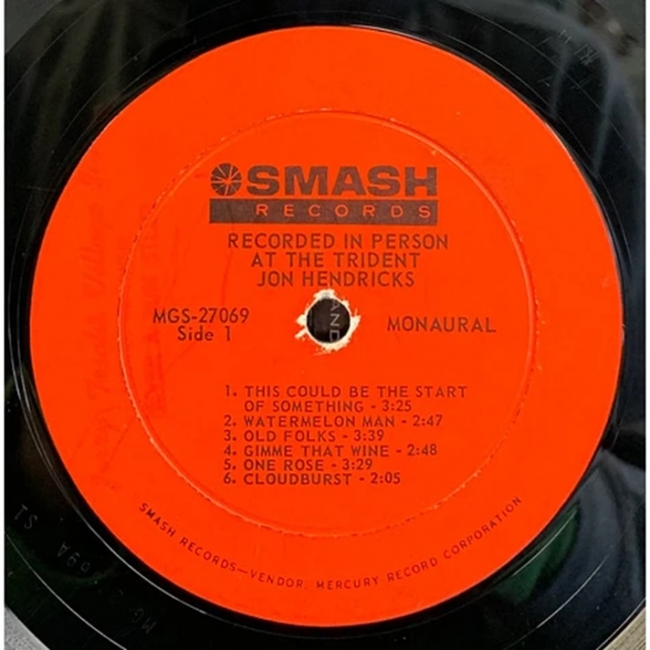 SMASH
RECORDS
RECORDED IN PERSON
AT THE TRIDENT
JON HENDRICKS
MGS-27069
Side 1
MONAURAL
1. THIS COULD BE THE START
OF SOMETHING - 3:25
2. WATERMELON MAN - 2:47
3. OLD FOLKS - 3:39
4. GIMME THAT WINE - 2:48
5. ONE ROSE - 3:29
6. CLOUDBURST - 2:05
SMASH RECORDS—VENDOR, MERCURY RECORD CORPORATION